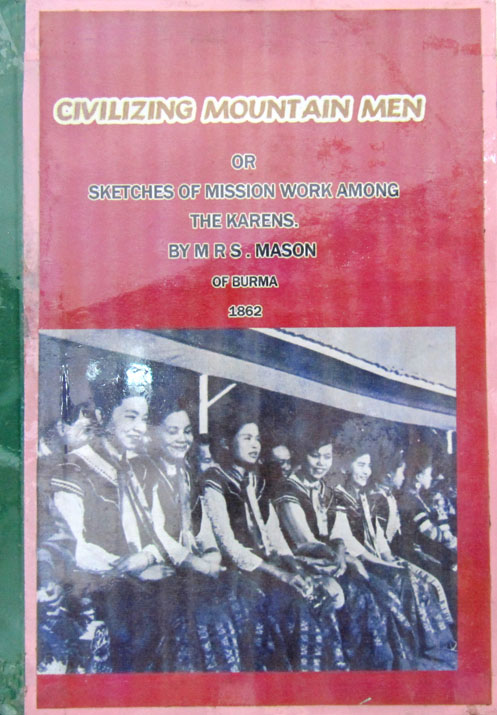 CIVILIZING MOUNTAIN MEN
OR
SKETCHES OF MISSION WORK AMONG
THE KARENS.
BY M R S . MASON
OF BURMA
1862